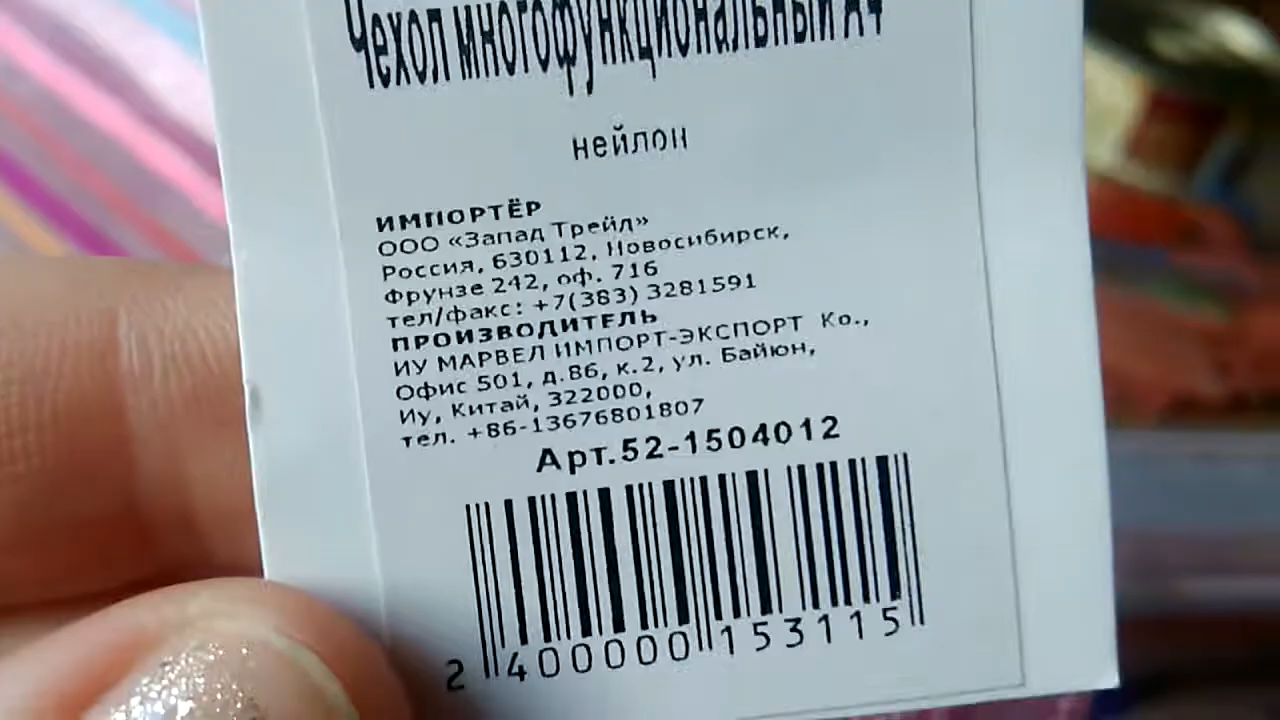 Чехол многофункциональный А4
нейлон
ИМПОРТЁР
ООО «Запад Трейд»
Россия, 630112, Новосибирск,
Фрунзе 242, оф. 716
тел/факс: +7(383) 3281591
ПРОИЗВОДИТЕЛЬ
ИУ МАРВЕЛ ИМПОРТ-ЭКСПОРТ Ко.,
Офис 501, д.86, к.2, ул. Байюн,
Иу, Китай, 322000,
тел. +86-13676801807
Арт.52-1504012
2 400000 153115